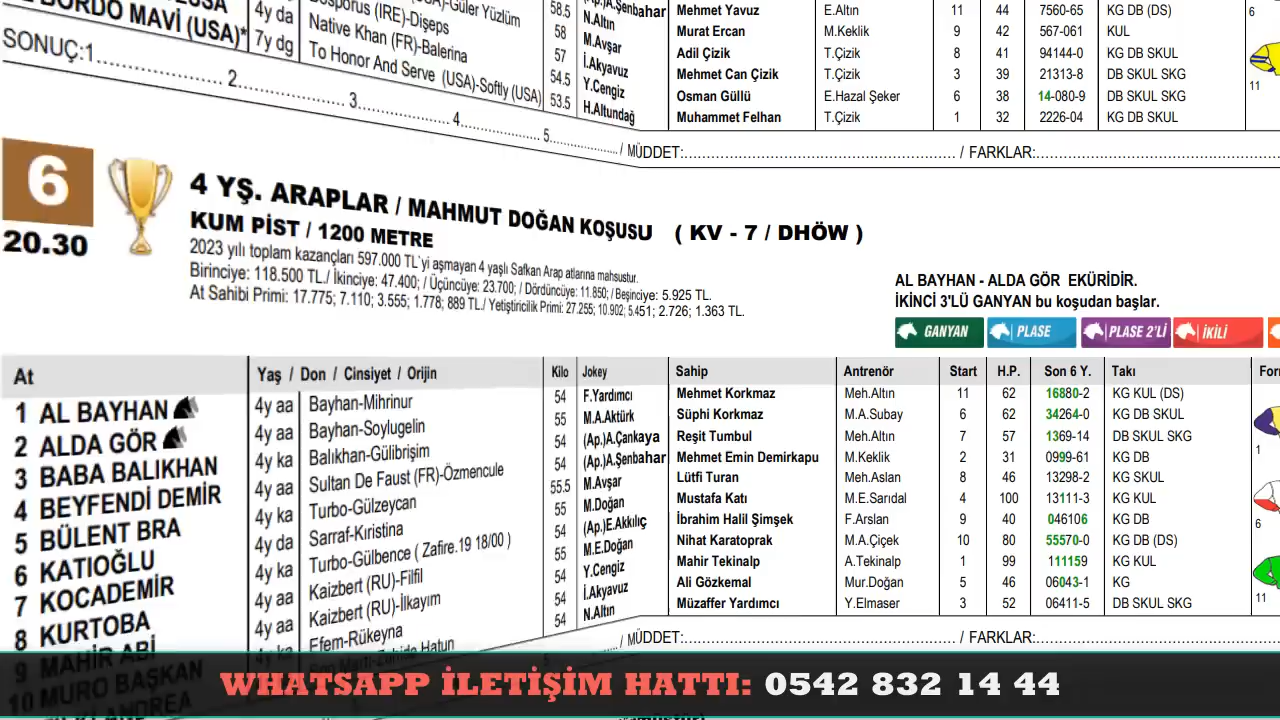 BORDO MAVİ (USA)* 7y dg To Honor And Serve (USA)-Softly (USA) 53.5 H.Altundağ Muhammet Felhan T.Çizik 1 32 2226-04 KG DB SKUL
4y da Native Khan (FR)-Balerina
(IRE)-Dişeps
Güler Yüzlüm
58.5 (Ap.)A.Şenbahar Mehmet Yavuz E.Altın 11 44 7560-65 KG DB (DS)
58 N.Altın Murat Ercan M.Keklik 9 42 567-061 KUL
57 M.Avşar Adil Çizik T.Çizik 8 41 94144-0 KG DB SKUL
54.5 İ.Akyavuz Mehmet Can Çizik T.Çizik 3 39 21313-8 DB SKUL SKG
Y.Cengiz Osman Güllü E.Hazal Şeker 6 38 14-080-9 DB SKUL SKG
6
11
SONUÇ:1.................... 2.................... 3.................... 4.................... 5.................... / MÜDDET:.................... / FARKLAR:....................
6
20.30
4 YŞ. ARAPLAR / MAHMUT DOĞAN KOŞUSU ( KV - 7 / DHÖW )
KUM PİST / 1200 METRE
2023 yılı toplam kazançları 597.000 TL`yi aşmayan 4 yaşlı Safkan Arap atlarına mahsustur.
Birinciye: 118.500 TL./ İkinciye: 47.400; / Üçüncüye: 23.700; / Dördüncüye: 11.850; / Beşinciye: 5.925 TL.
At Sahibi Primi: 17.775; 7.110; 3.555; 1.778; 889 TL./ Yetiştiricilik Primi: 27.255; 10.902; 5.451; 2.726; 1.363 TL.
AL BAYHAN - ALDA GÖR EKÜRİDİR.
İKİNCİ 3'LÜ GANYAN bu koşudan başlar.
GANYAN PLASE PLASE 2'Lİ İKİLİ
At Yaş / Don / Cinsiyet / Orijin Kilo Jokey Sahip Antrenör Start H.P. Son 6 Y. Takı For
1 AL BAYHAN 4y aa Bayhan-Mihrinur 54 F.Yardımcı Mehmet Korkmaz Meh.Altın 11 62 16880-2 KG KUL (DS)
2 ALDA GÖR 4y aa Bayhan-Soylugelin 55 M.A.Aktürk Süphi Korkmaz M.A.Subay 6 62 34264-0 KG DB SKUL
3 BABA BALIKHAN 4y ka Balıkhan-Gülibrişim 54 (Ap.)A.Çankaya Reşit Tumbul Meh.Altın 7 57 1369-14 DB SKUL SKG
4 BEYFENDİ DEMİR 4y aa Sultan De Faust (FR)-Özmencule 54 (Ap.)A.Şenbahar Mehmet Emin Demirkapu M.Keklik 2 31 0999-61 KG DB
5 BÜLENT BRA 4y ka Turbo-Gülzeycan 55.5 M.Avşar Lütfi Turan Meh.Aslan 8 46 13298-2 KG SKUL
6 KATIOĞLU 4y da Sarraf-Kıristina 55 M.Doğan Mustafa Katı M.E.Sarıdal 4 100 13111-3 KG KUL
7 KOCADEMİR 4y ka Turbo-Gülbence ( Zafire.19 18/00 ) 54 (Ap.)E.Akkılıç İbrahim Halil Şimşek F.Arslan 9 40 046106 KG DB
8 KURTOBA 4y aa Kaizbert (RU)-Filfil 55 M.E.Doğan Nihat Karatoprak M.A.Çiçek 10 80 55570-0 KG DB (DS)
9 MAHİR ABİ 4y aa Kaizbert (RU)-İlkayım 54 Y.Cengiz Mahir Tekinalp A.Tekinalp 1 99 111159 KG KUL
10 MURO BAŞKAN 4y ka Efem-Rükeyna 54 İ.Akyavuz Ali Gözkemal Mur.Doğan 5 46 06043-1 KG
54 N.Altın Müzaffer Yardımcı Y.Elmaser 3 52 06411-5 DB SKUL SKG
1
6
11
/ MÜDDET:.................... / FARKLAR:....................
WHATSAPP İLETİŞİM HATTI: 0542 832 14 44